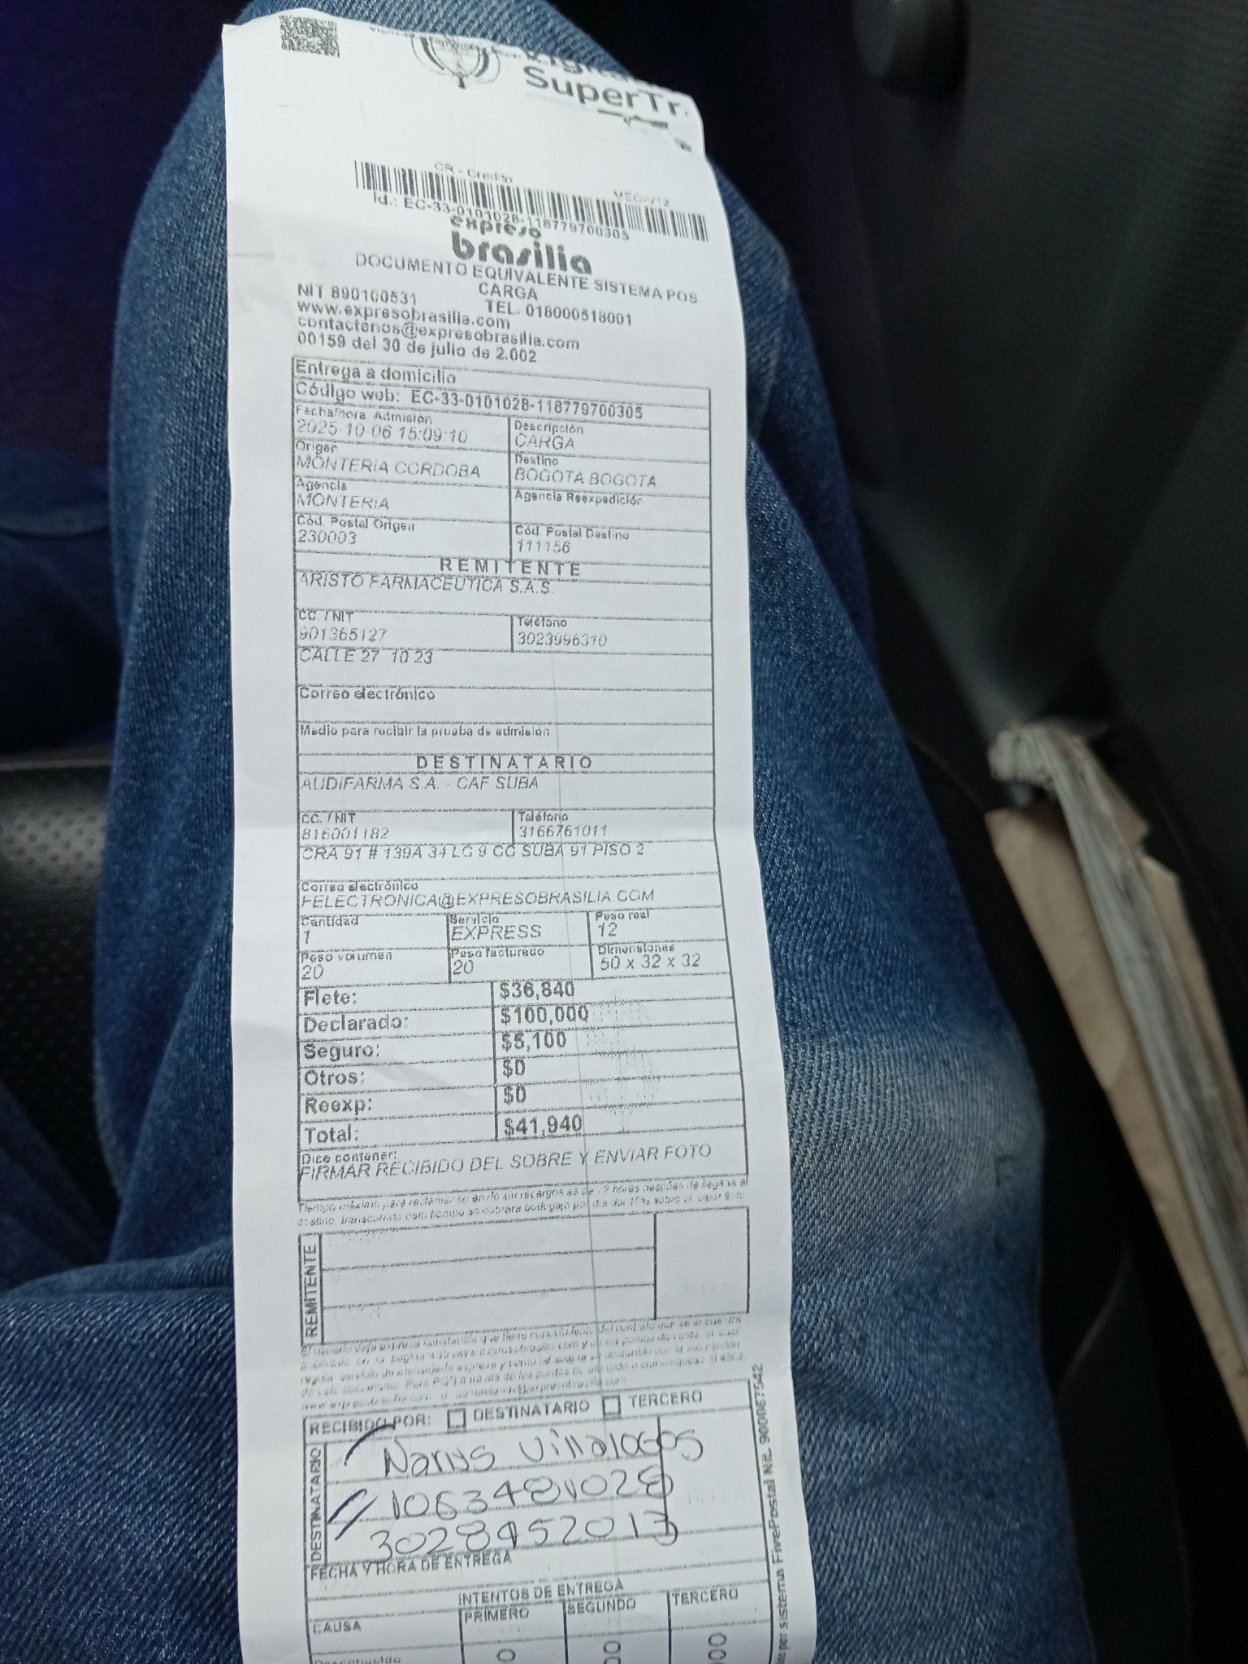 SuperTr.
CR - Credito
Id.: EC-33-0101028-118779700305
expreso
brasilia
DOCUMENTO EQUIVALENTE SISTEMA POS
CARGA
NIT 890100531 TEL. 018000518001
www.expresobrasilia.com
contactenos@expresobrasilia.com
00159 del 30 de julio de 2.002
Entrega a domicilio
Código web: EC-33-0101028-118779700305
Fecha/hora Admisión Descripción
2025-10-06 15:09:10 CARGA
Origen Destino
MONTERIA CORDOBA BOGOTA BOGOTA
Agencia Agencia Reexpedición
MONTERIA
Cód. Postal Origen Cód. Postal Destino
230003 111156
REMITENTE
ARISTO FARMACEUTICA S.A.S.
CC. / NIT Teléfono
901365127 3023996310
CALLE 27 10 23
Correo electrónico
Medio para recibir la prueba de admisión
DESTINATARIO
AUDIFARMA S.A. - CAF SUBA
CC. / NIT Teléfono
816001182 3166761011
CRA 91 # 139A 34 LG 9 CC SUBA 91 PISO 2
Correo electrónico
FELECTRONICA@EXPRESOBRASILIA.COM
Cantidad Servicio Peso real
1 EXPRESS 12
Peso volumen Peso facturado Dimensiones
20 20 50 x 32 x 32
Flete: $36,840
Declarado: $100,000
Seguro: $5,100
Otros: $0
Reexp: $0
Total: $41,940
Dice contener:
FIRMAR RECIBIDO DEL SOBRE Y ENVIAR FOTO
REMITENTE
RECIBIDO POR: DESTINATARIO TERCERO
DESTINATARIO
Villalobos
3028452013
FECHA Y HORA DE ENTREGA
INTENTOS DE ENTREGA
CAUSA PRIMERO SEGUNDO TERCERO
Desconocido
sistema FivePostal Nit. 900067542